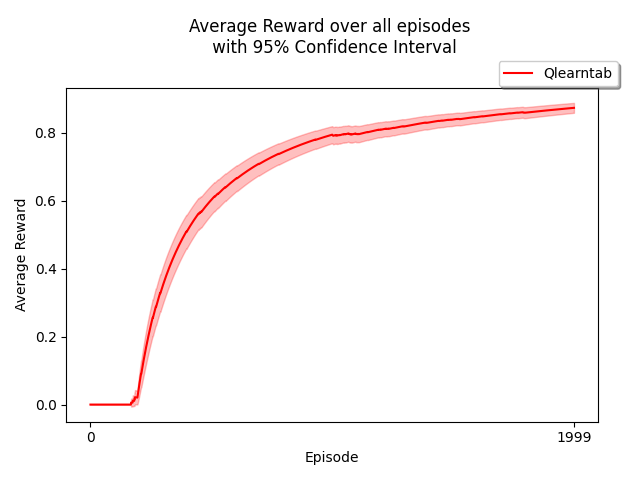 Average Reward over all episodes
with 95% Confidence Interval
Qlearntab
Average Reward
0.8
0.6
0.4
0.2
0.0
0
1999
Episode